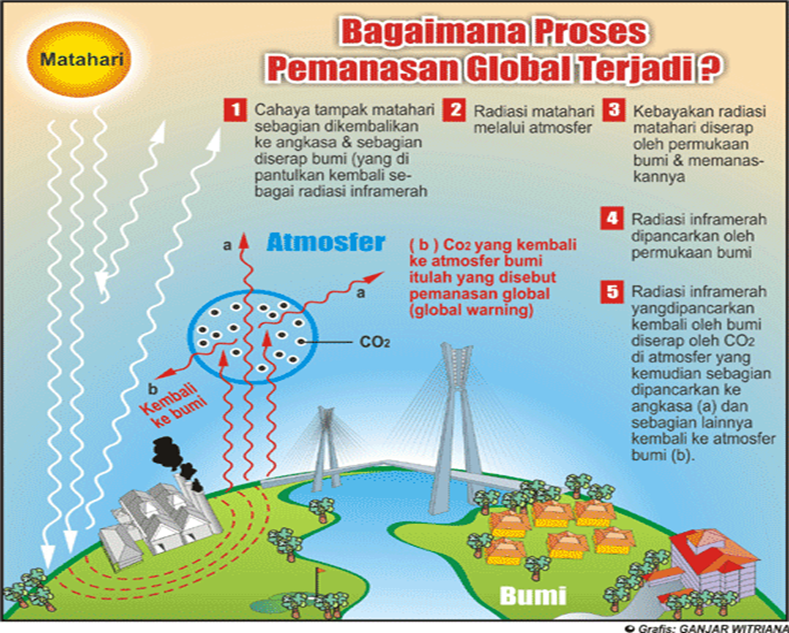 Bagaimana Proses
Pemanasan Global Terjadi ?
Matahari
1 Cahaya tampak matahari
sebagian dikembalikan
ke angkasa & sebagian
diserap bumi (yang di
pantulkan kembali se-
bagai radiasi inframerah
2 Radiasi matahari
melalui atmosfer
3 Kebayakan radiasi
matahari diserap
oleh permukaan
bumi & memanas-
kannya
4 Radiasi inframerah
dipancarkan oleh
permukaan bumi
5 Radiasi inframerah
yangdipancarkan
kembali oleh bumi
diserap oleh CO2
di atmosfer yang
kemudian sebagian
dipancarkan ke
angkasa (a) dan
sebagian lainnya
kembali ke atmosfer
bumi (b).
a
Atmosfer
( b ) Co2 yang kembali
ke atmosfer bumi
itulah yang disebut
pemanasan global
(global warning)
a
CO2
b
Kembali
ke bumi
Bumi
Grafis: GANJAR WITRIANA